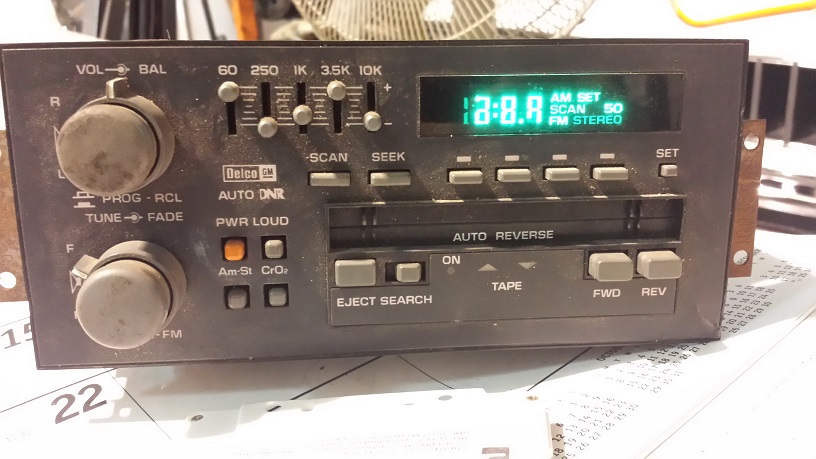 VOL BAL
R
60 250 1K 3.5K 10K
+
-
AM SET
SCAN 50
FM STEREO
Delco GM
AUTO DNR
SCAN SEEK
SET
PROG - RCL
TUNE FADE
F
PWR LOUD
Am-St CrO₂
-FM
AUTO REVERSE
ON
TAPE
EJECT SEARCH
FWD REV
15
22